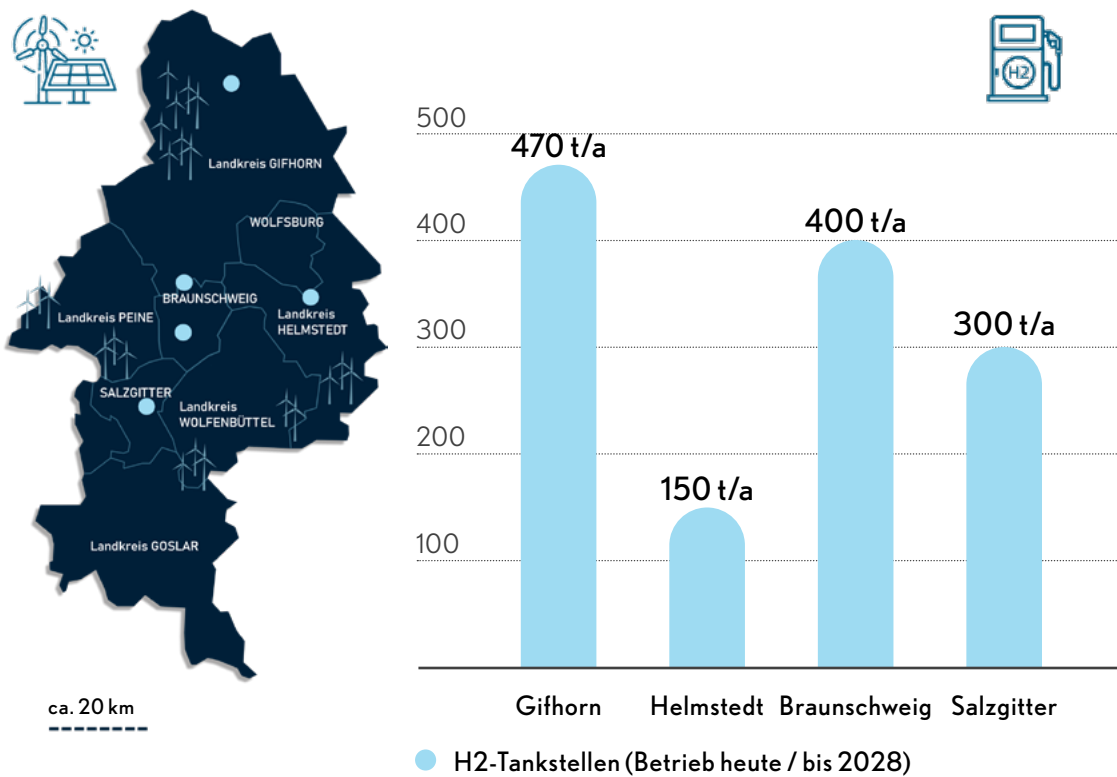 Landkreis GIFHORN
WOLFSBURG
BRAUNSCHWEIG
Landkreis PEINE
Landkreis
HELMSTEDT
SALZGITTER
Landkreis
WOLFENBÜTTEL
Landkreis GOSLAR
ca. 20 km
H2
500
400
300
200
100
470 t/a
150 t/a
400 t/a
300 t/a
Gifhorn
Helmstedt
Braunschweig
Salzgitter
H2-Tankstellen (Betrieb heute / bis 2028)